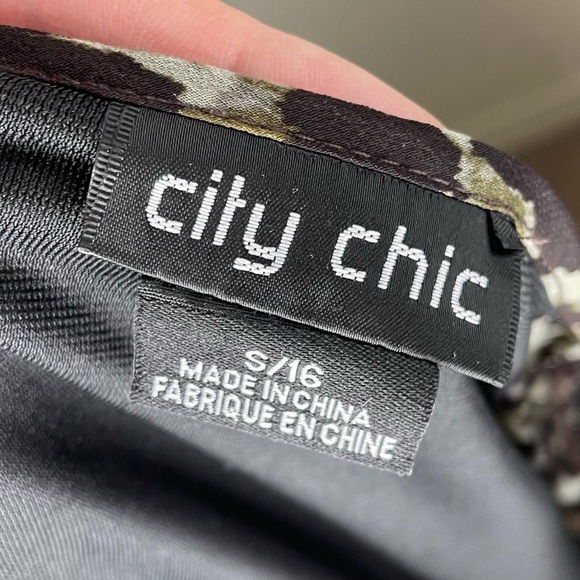 city chic
S/16
MADE IN CHINA
FABRIQUE EN CHINE